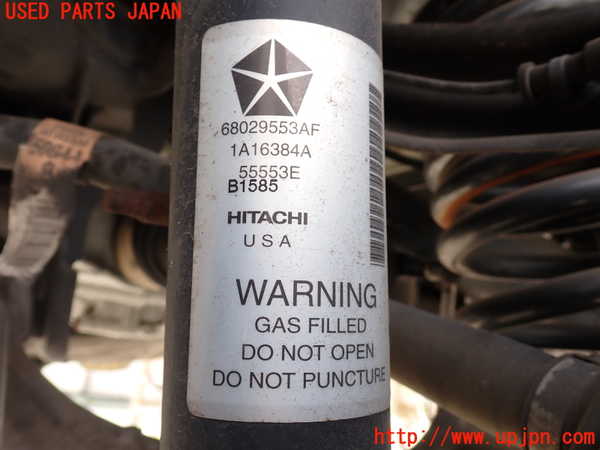 USED PARTS JAPAN
68029553AF
1A16384A
55553E
B1585
HITACHI
USA
WARNING
GAS FILLED
DO NOT OPEN
DO NOT PUNCTURE
http://www.upjpn.com